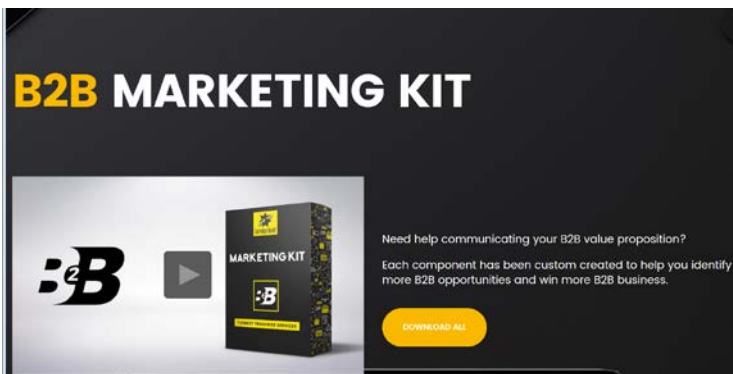 B2B MARKETING KIT
B2B
MARKETING KIT
B2B
Need help communicating your B2B value proposition?
Each component has been custom created to help you identify
more B2B opportunities and win more B2B business.
DOWNLOAD ALL